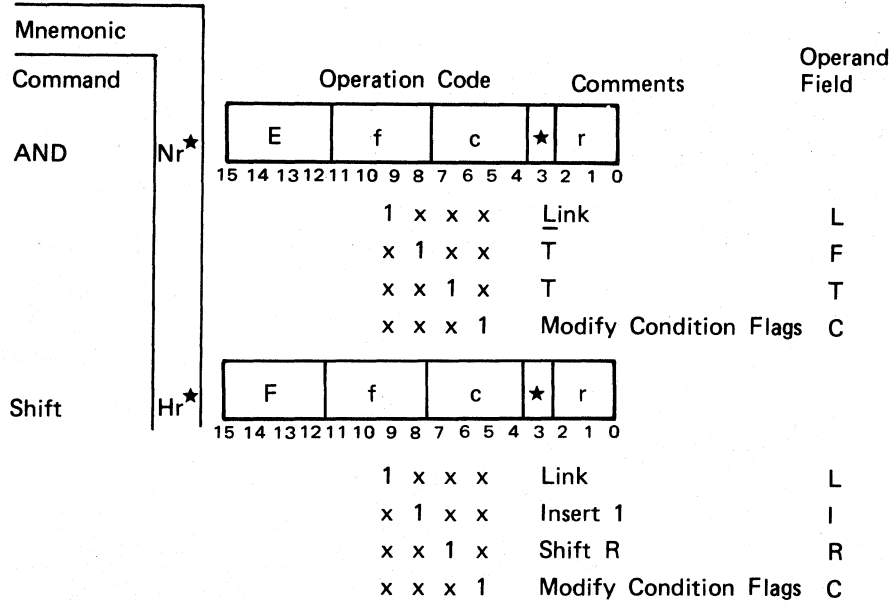 Mnemonic
Command Operation Code Comments Operand Field
AND Nr★ E f c ★ r
15 14 13 12 11 10 9 8 7 6 5 4 3 2 1 0
1 x x x Link L
x 1 x x T F
x x 1 x T T
x x x 1 Modify Condition Flags C
Shift Hr★ F f c ★ r
15 14 13 12 11 10 9 8 7 6 5 4 3 2 1 0
1 x x x Link L
x 1 x x Insert 1 I
x x 1 x Shift R R
x x x 1 Modify Condition Flags C